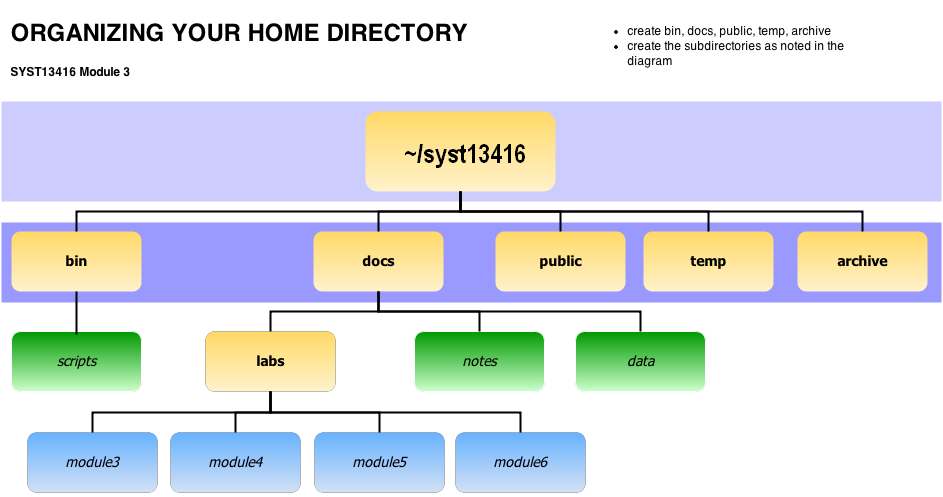 ORGANIZING YOUR HOME DIRECTORY
SYST13416 Module 3
• create bin, docs, public, temp, archive
• create the subdirectories as noted in the
diagram
~/syst13416
bin
docs
public
temp
archive
scripts
labs
notes
data
module3
module4
module5
module6